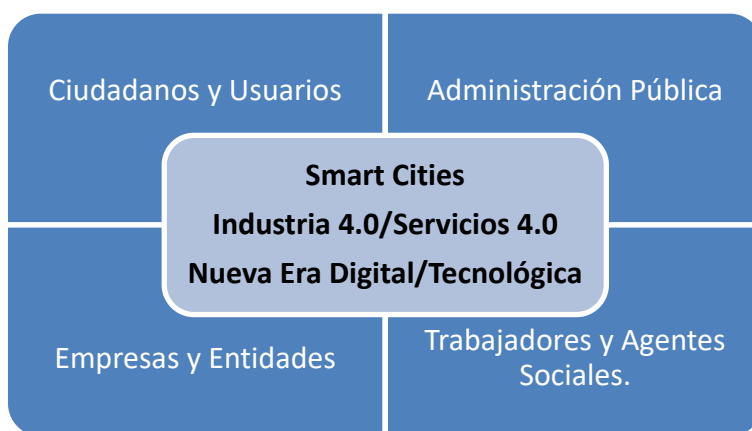 Ciudadanos y Usuarios
Administración Pública
Smart Cities
Industria 4.0/Servicios 4.0
Nueva Era Digital/Tecnológica
Empresas y Entidades
Trabajadores y Agentes
Sociales.